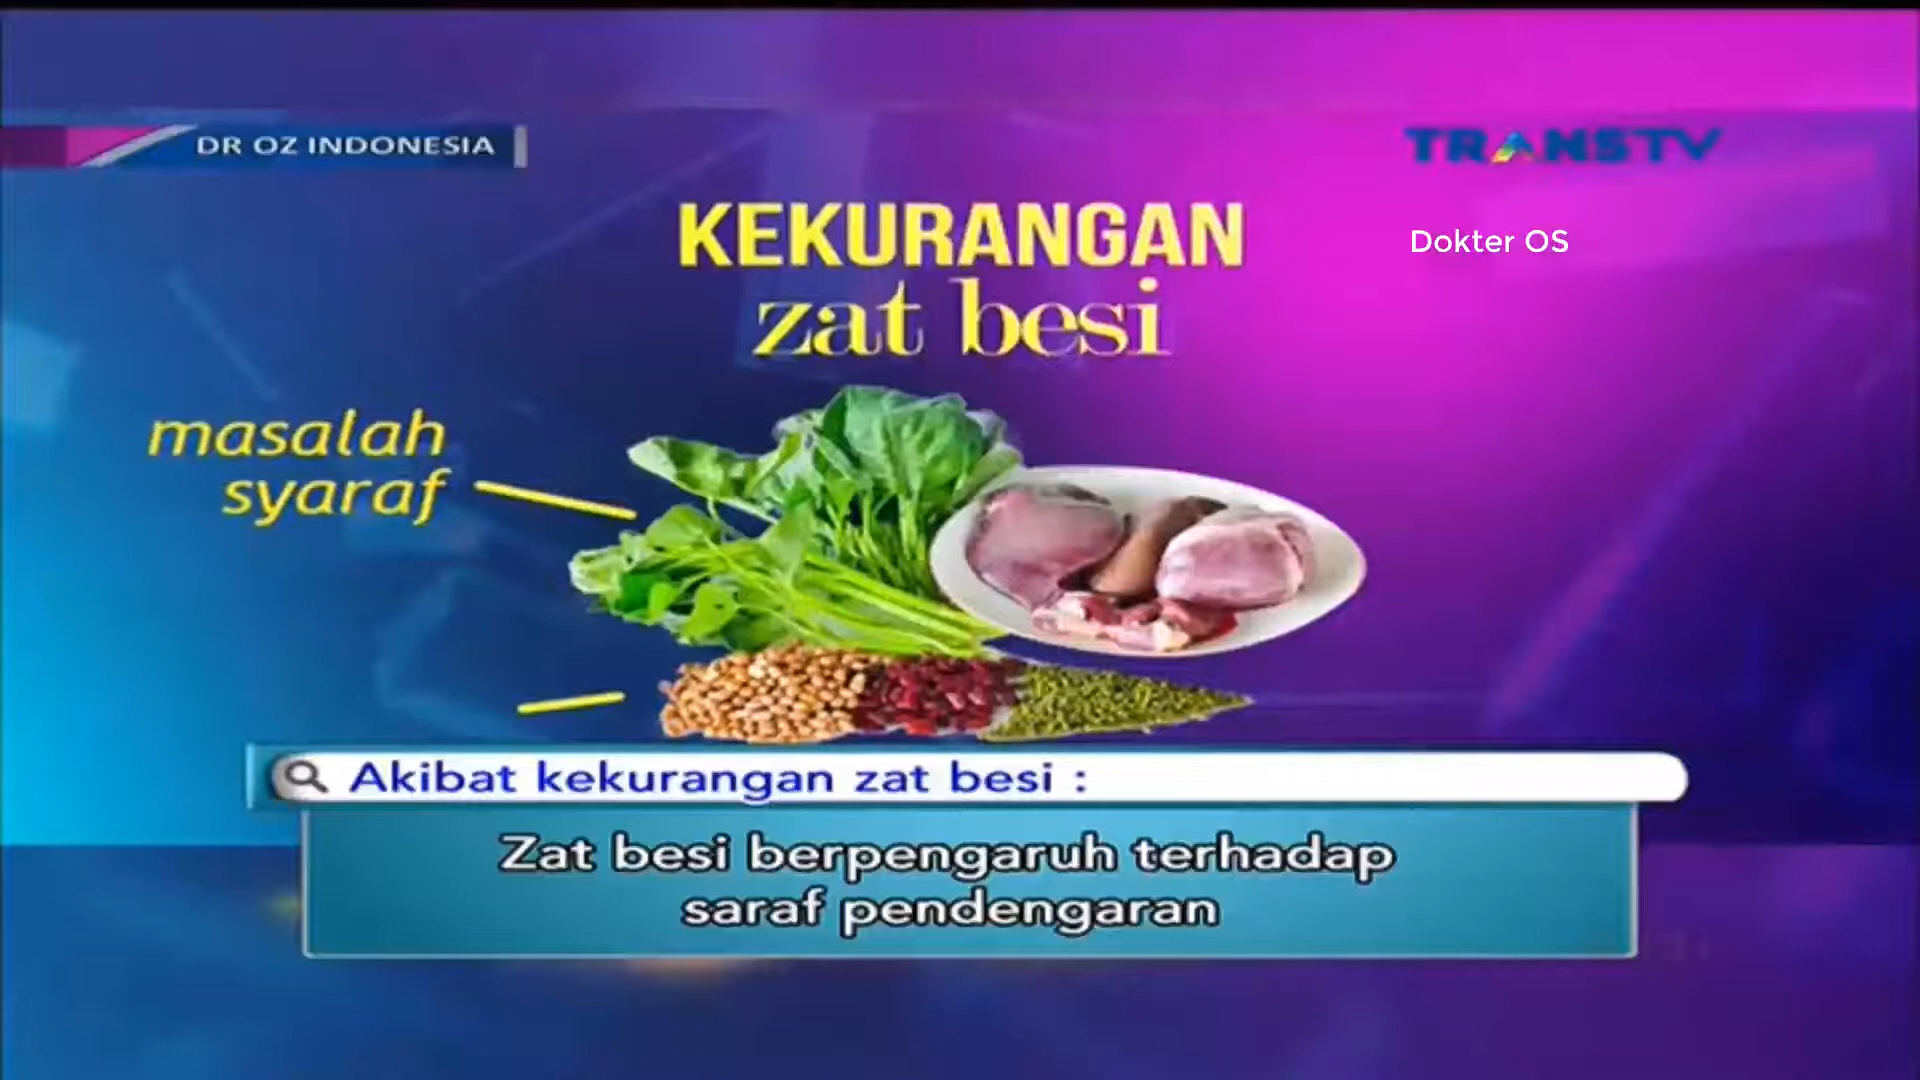 DR OZ INDONESIA
TRANSTV
Dokter OS
KEKURANGAN
zat besi
masalah
syaraf
Akibat kekurangan zat besi :
Zat besi berpengaruh terhadap
saraf pendengaran